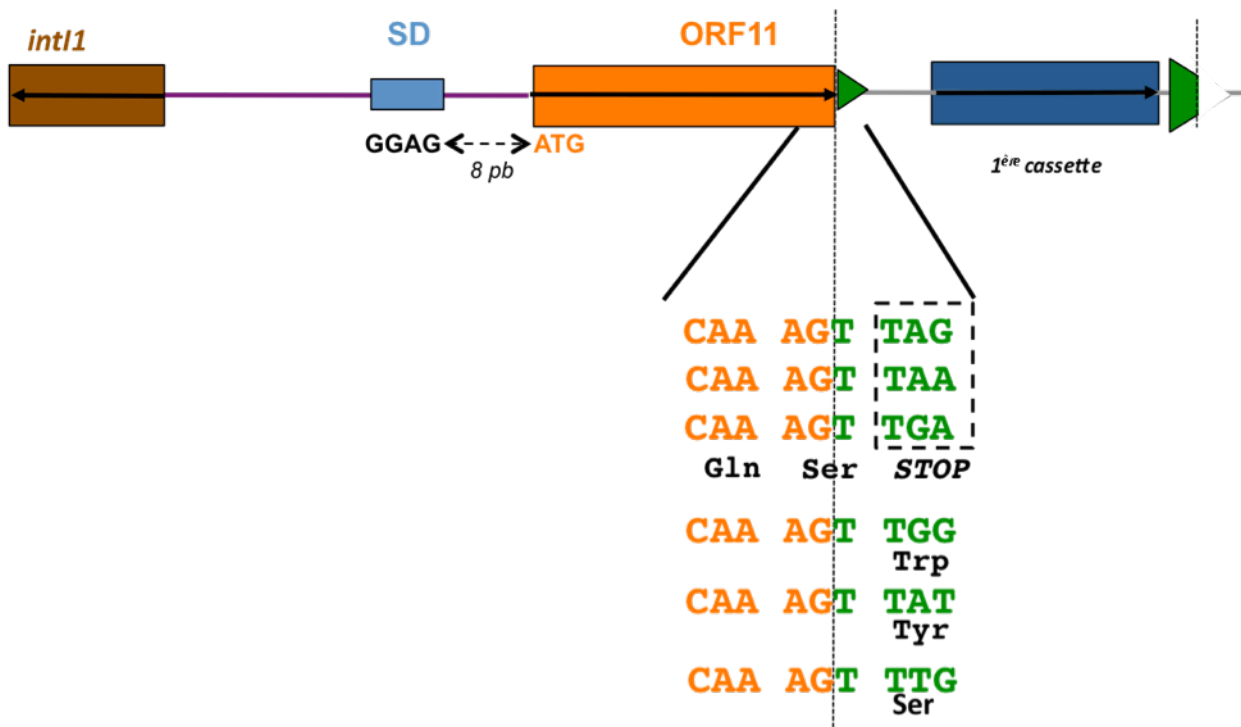 intI1 SD ORF11
GGAG ATG
8 pb
1ère cassette
CAA AGT TAG
CAA AGT TAA
CAA AGT TGA
Gln Ser STOP
CAA AGT TGG
Trp
CAA AGT TAT
Tyr
CAA AGT TTG
Ser